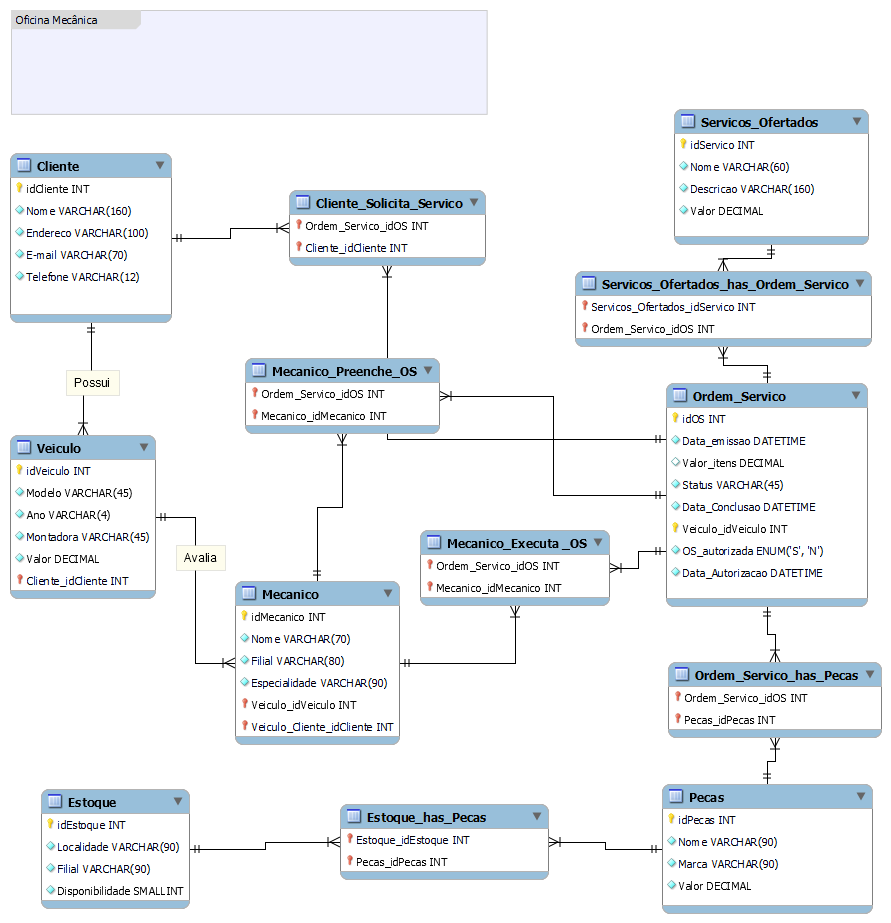 Oficina Mecânica
Servicos_Ofertados
idServico INT
Nome VARCHAR(60)
Descricao VARCHAR(160)
Valor DECIMAL
Cliente
idCliente INT
Nome VARCHAR(160)
Endereco VARCHAR(100)
E-mail VARCHAR(70)
Telefone VARCHAR(12)
Cliente_Solicita_Servico
Ordem_Servico_idOS INT
Cliente_idCliente INT
Servicos_Ofertados_has_Ordem_Servico
Servicos_Ofertados_idServico INT
Ordem_Servico_idOS INT
Possui
Mecanico_Preenche_OS
Ordem_Servico_idOS INT
Mecanico_idMecanico INT
Ordem_Servico
idOS INT
Data_emissao DATETIME
Valor_itens DECIMAL
Status VARCHAR(45)
Data_Conclusao DATETIME
Veiculo_idVeiculo INT
OS_autorizada ENUM('S', 'N')
Data_Autorizacao DATETIME
Veiculo
idVeiculo INT
Modelo VARCHAR(45)
Ano VARCHAR(4)
Montadora VARCHAR(45)
Valor DECIMAL
Cliente_idCliente INT
Avalia
Mecanico_Executa _OS
Ordem_Servico_idOS INT
Mecanico_idMecanico INT
Mecanico
idMecanico INT
Nome VARCHAR(70)
Filial VARCHAR(80)
Especialidade VARCHAR(90)
Veiculo_idVeiculo INT
Veiculo_Cliente_idCliente INT
Ordem_Servico_has_Pecas
Ordem_Servico_idOS INT
Pecas_idPecas INT
Estoque
idEstoque INT
Localidade VARCHAR(90)
Filial VARCHAR(90)
Disponibilidade SMALLINT
Estoque_has_Pecas
Estoque_idEstoque INT
Pecas_idPecas INT
Pecas
idPecas INT
Nome VARCHAR(90)
Marca VARCHAR(90)
Valor DECIMAL